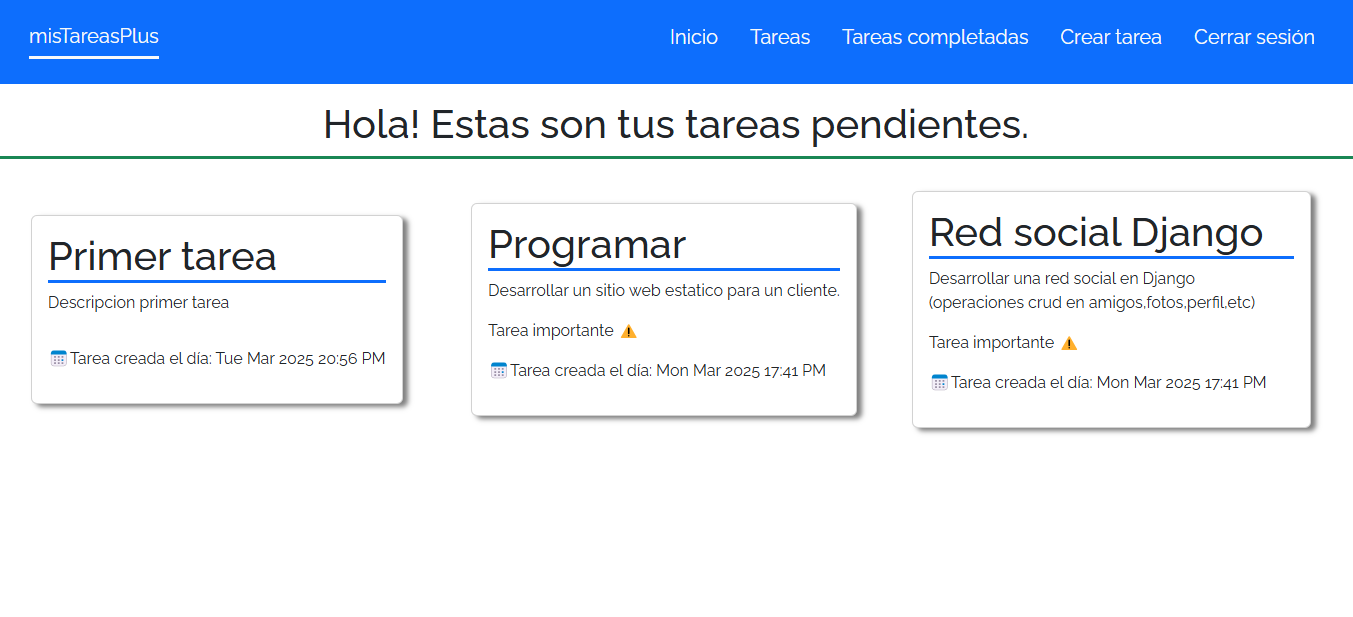 misTareasPlus
Inicio
Tareas
Tareas completadas
Crear tarea
Cerrar sesión
Hola! Estas son tus tareas pendientes.
Primer tarea
Descripcion primer tarea
Tarea creada el día: Tue Mar 2025 20:56 PM
Programar
Desarrollar un sitio web estatico para un cliente.
Tarea importante ⚠️
Tarea creada el día: Mon Mar 2025 17:41 PM
Red social Django
Desarrollar una red social en Django
(operaciones crud en amigos,fotos,perfil,etc)
Tarea importante ⚠️
Tarea creada el día: Mon Mar 2025 17:41 PM